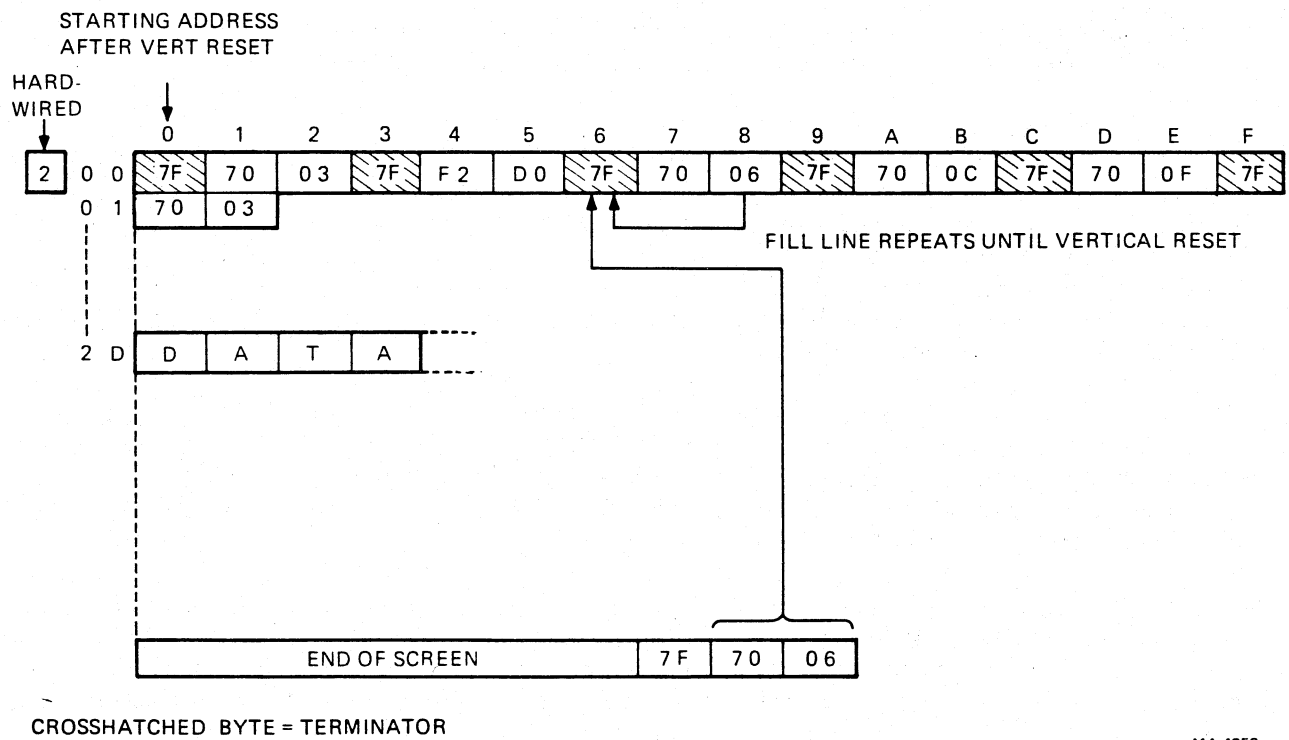 STARTING ADDRESS
AFTER VERT RESET
HARD-
WIRED
0 1 2 3 4 5 6 7 8 9 A B C D E F
2 0 0 7F 70 03 7F F2 D0 7F 70 06 7F 70 0C 7F 70 0F 7F
0 1 70 03
FILL LINE REPEATS UNTIL VERTICAL RESET
2 D D A T A
END OF SCREEN 7F 70 06
CROSSHATCHED BYTE = TERMINATOR